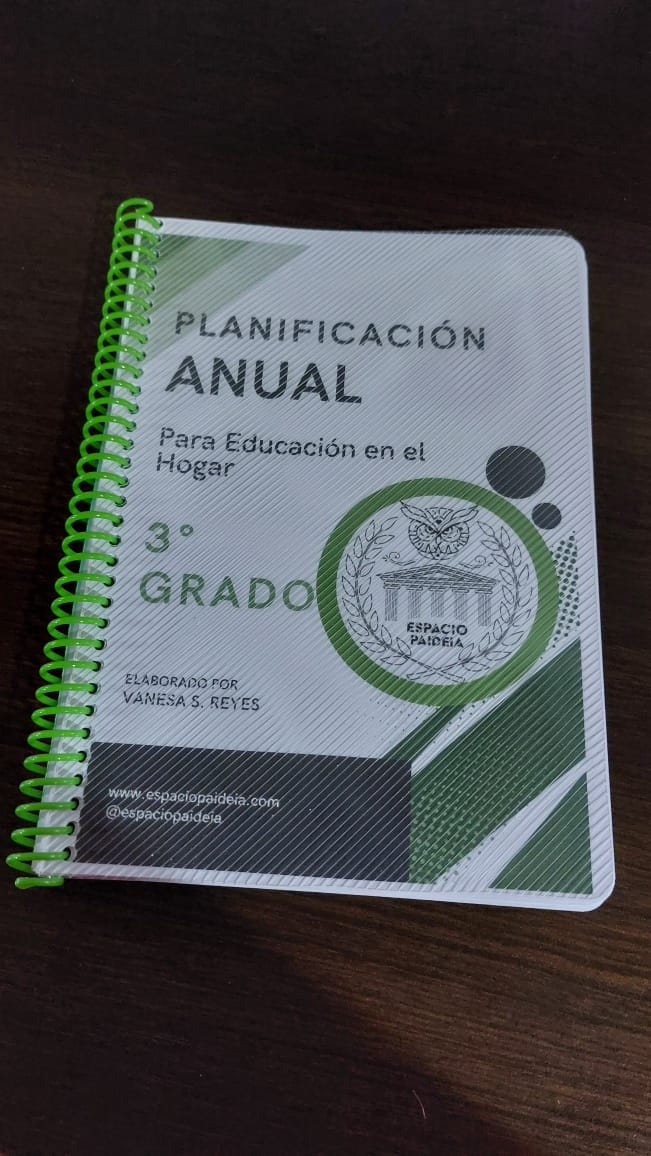 PLANIFICACIÓN
ANUAL
Para Educación en el
Hogar
3°
GRADO
ESPACIO
PAIDEIA
ELABORADO POR
VANESA S. REYES
www.espaciopaideia.com
@espaciopaideia